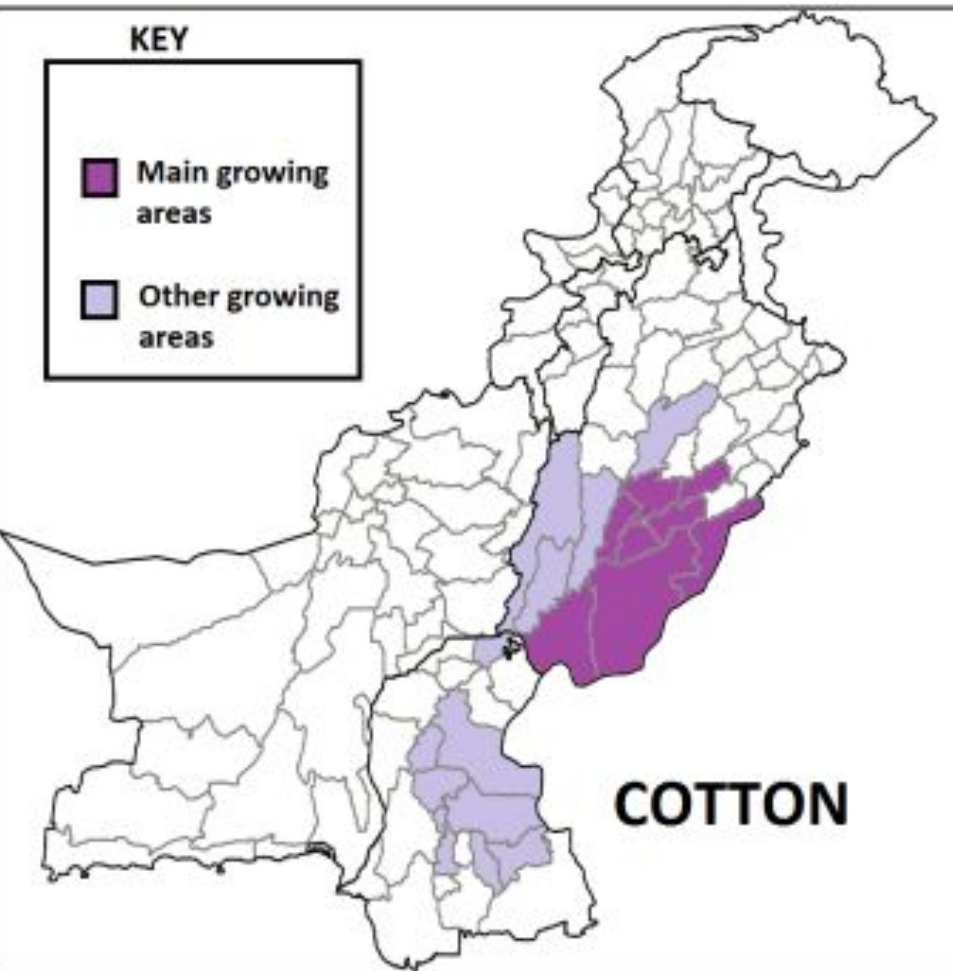 KEY
Main growing
areas
Other growing
areas
COTTON